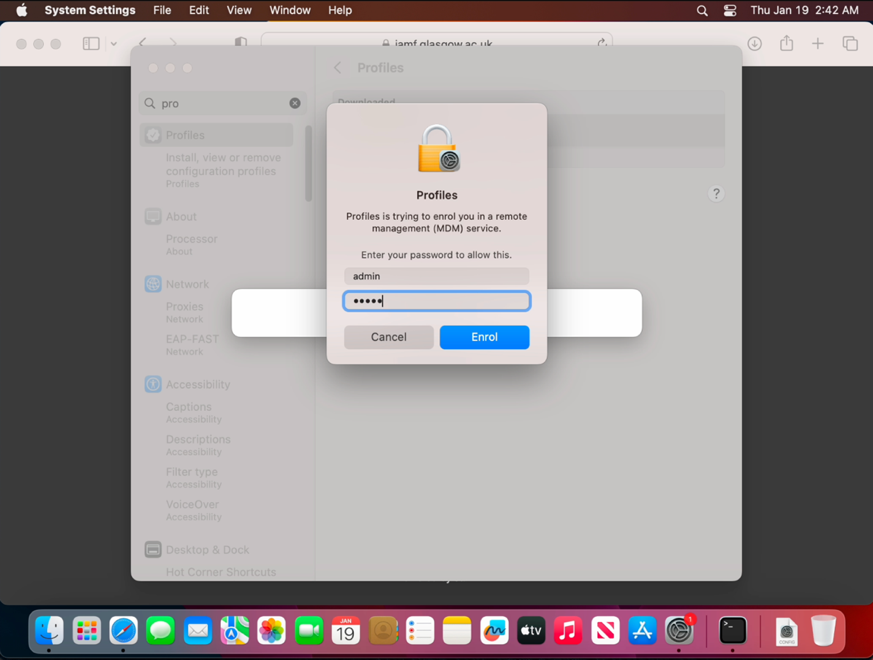 System Settings File Edit View Window Help Thu Jan 19 2:42 AM
jamf.glasgow.ac.uk
Profiles
pro
Downloaded
Profiles
Install, view or remove
configuration profiles
Profiles
About
Processor
About
Network
Proxies
Network
EAP-FAST
Network
Accessibility
Captions
Accessibility
Descriptions
Accessibility
Filter type
Accessibility
VoiceOver
Accessibility
Desktop & Dock
Hot Corner Shortcuts
?
Profiles
Profiles is trying to enrol you in a remote
management (MDM) service.
Enter your password to allow this.
admin
•••••
Cancel Enrol
JAN
19
tv
1
>_
CONFIG